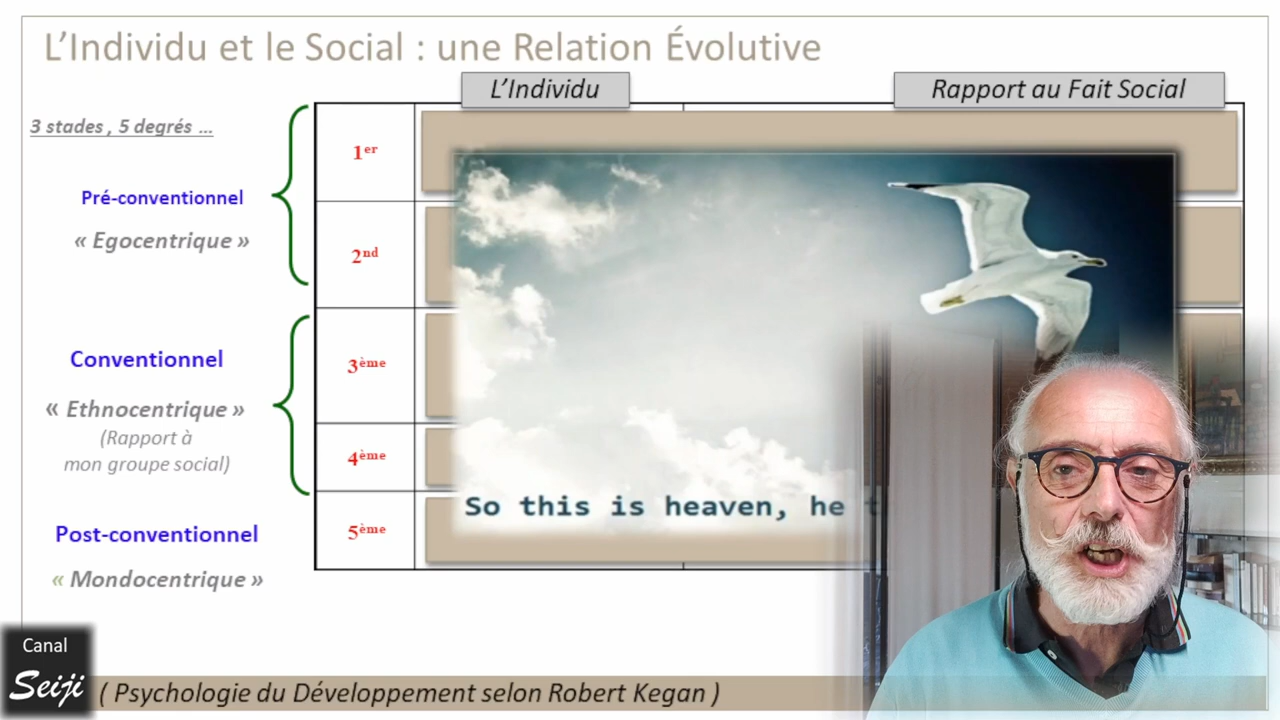 L'Individu et le Social : une Relation Évolutive
L'Individu
Rapport au Fait Social
3 stades , 5 degrés ...
1er
Pré-conventionnel
« Egocentrique »
2nd
Conventionnel
3ème
« Ethnocentrique »
(Rapport à
mon groupe social)
4ème
So this is heaven, he
Post-conventionnel
5ème
« Mondocentrique »
Canal
Seiji
( Psychologie du Développement selon Robert Kegan )